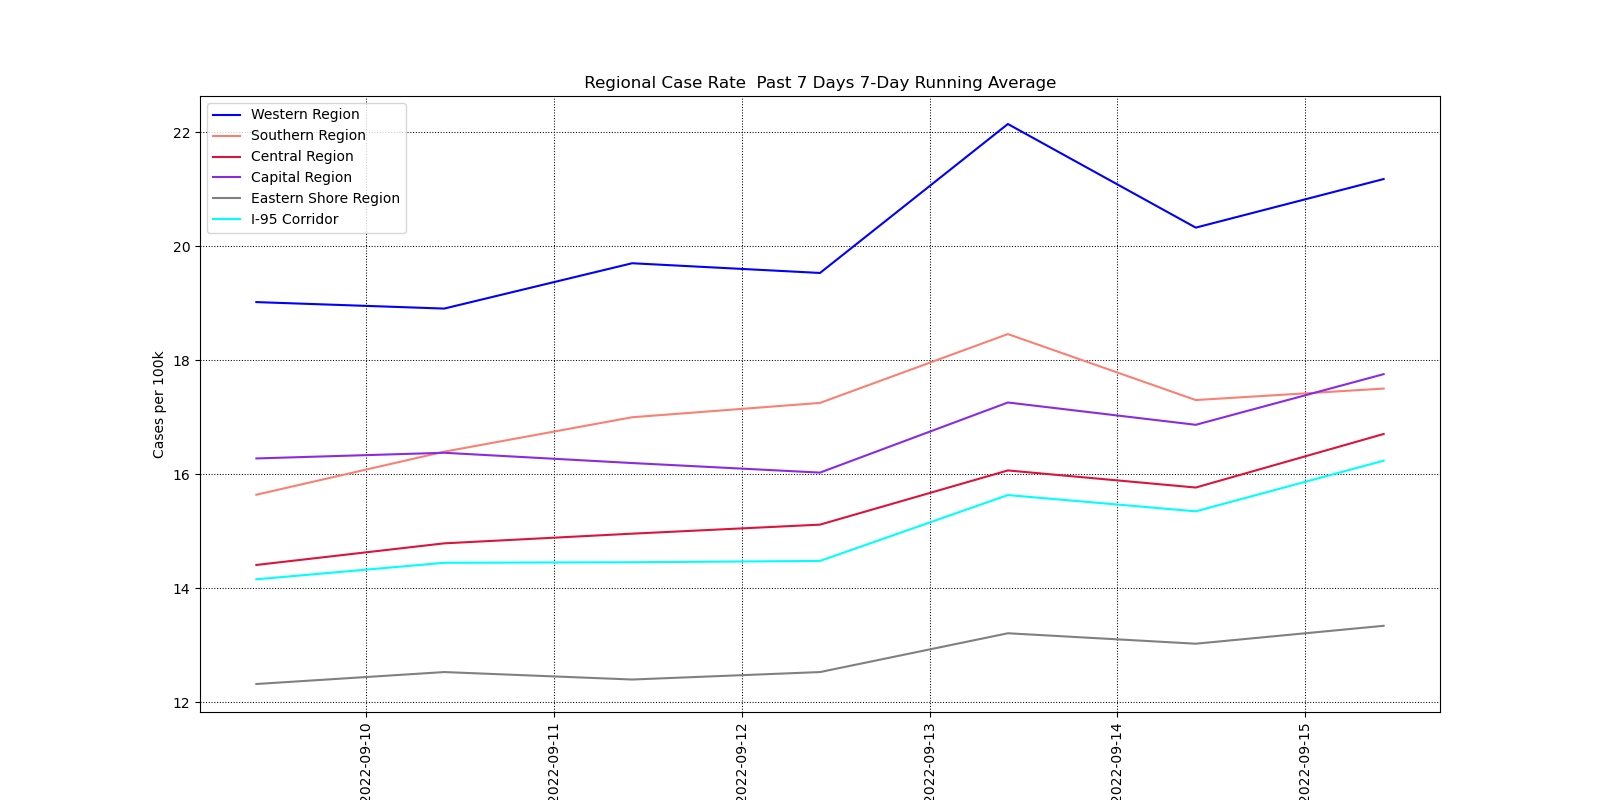 Regional Case Rate  Past 7 Days 7-Day Running Average
Western Region
Southern Region
Central Region
Capital Region
Eastern Shore Region
I-95 Corridor
Cases per 100k
22
20
18
16
14
12
2022-09-10
2022-09-11
2022-09-12
2022-09-13
2022-09-14
2022-09-15